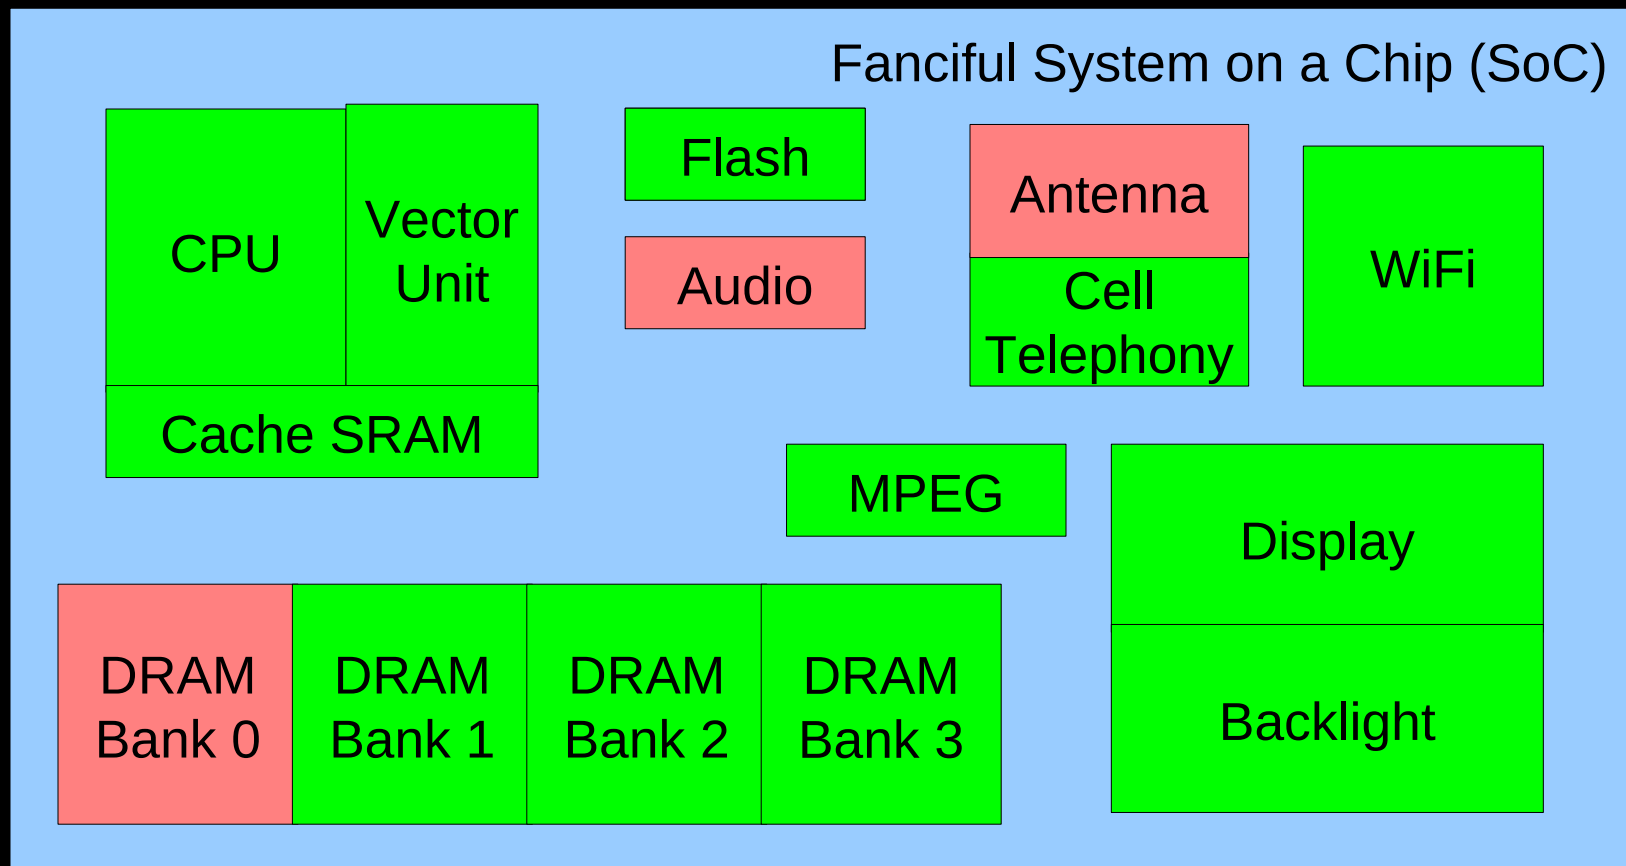 Fanciful System on a Chip (SoC)
CPU
Vector
Unit
Cache SRAM
Flash
Audio
Antenna
Cell
Telephony
WiFi
MPEG
Display
Backlight
DRAM
Bank 0
DRAM
Bank 1
DRAM
Bank 2
DRAM
Bank 3